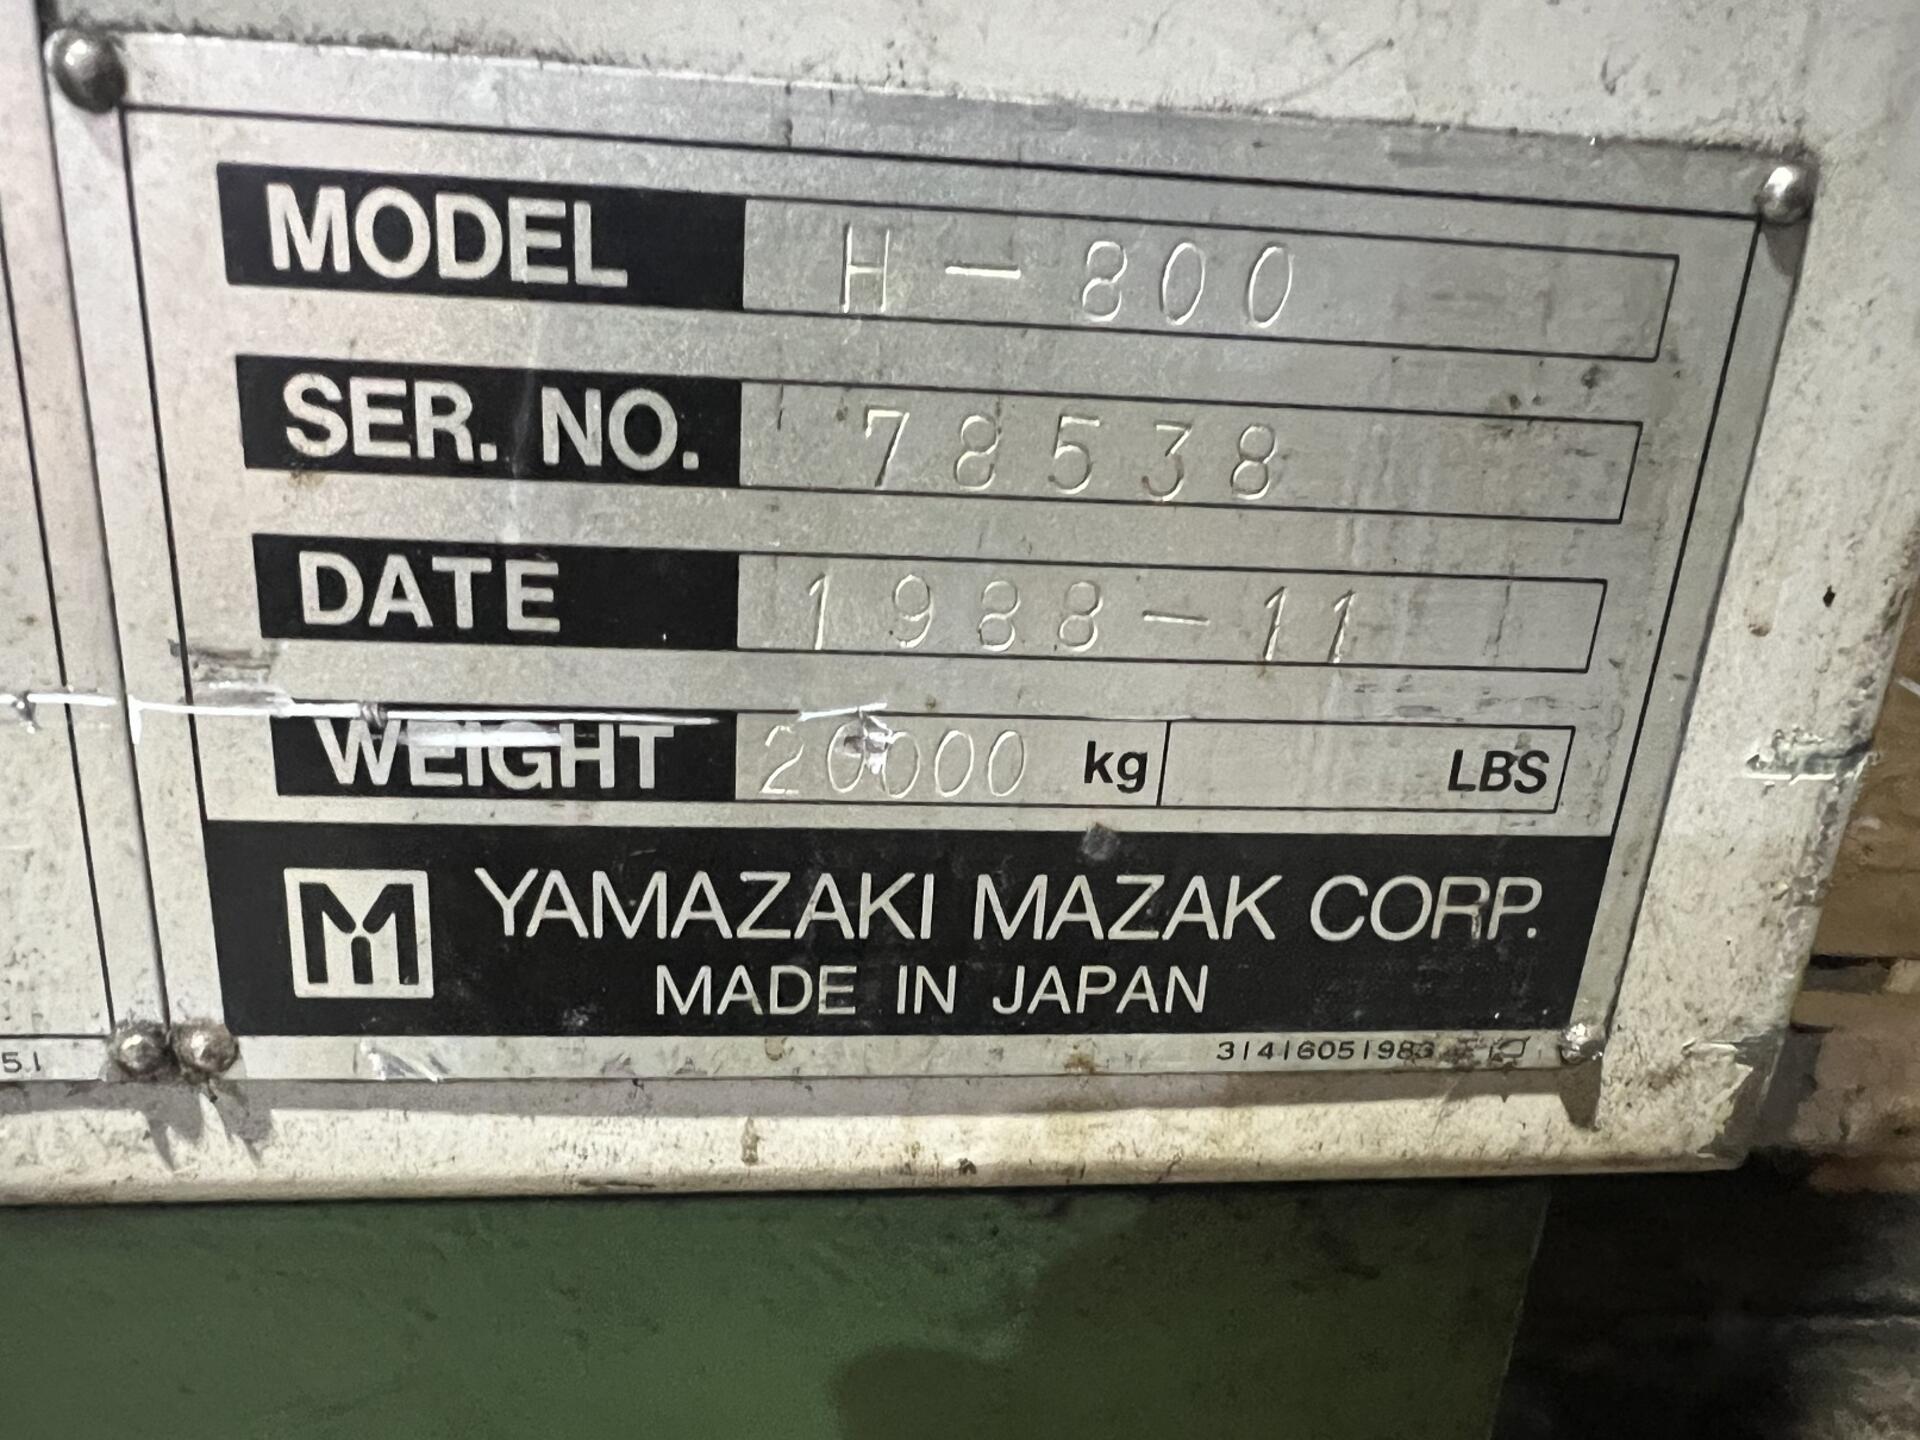 MODEL H-800
SER. NO. 78538
DATE 1988-11
WEIGHT 20000 kg LBS
YAMAZAKI MAZAK CORP.
MADE IN JAPAN